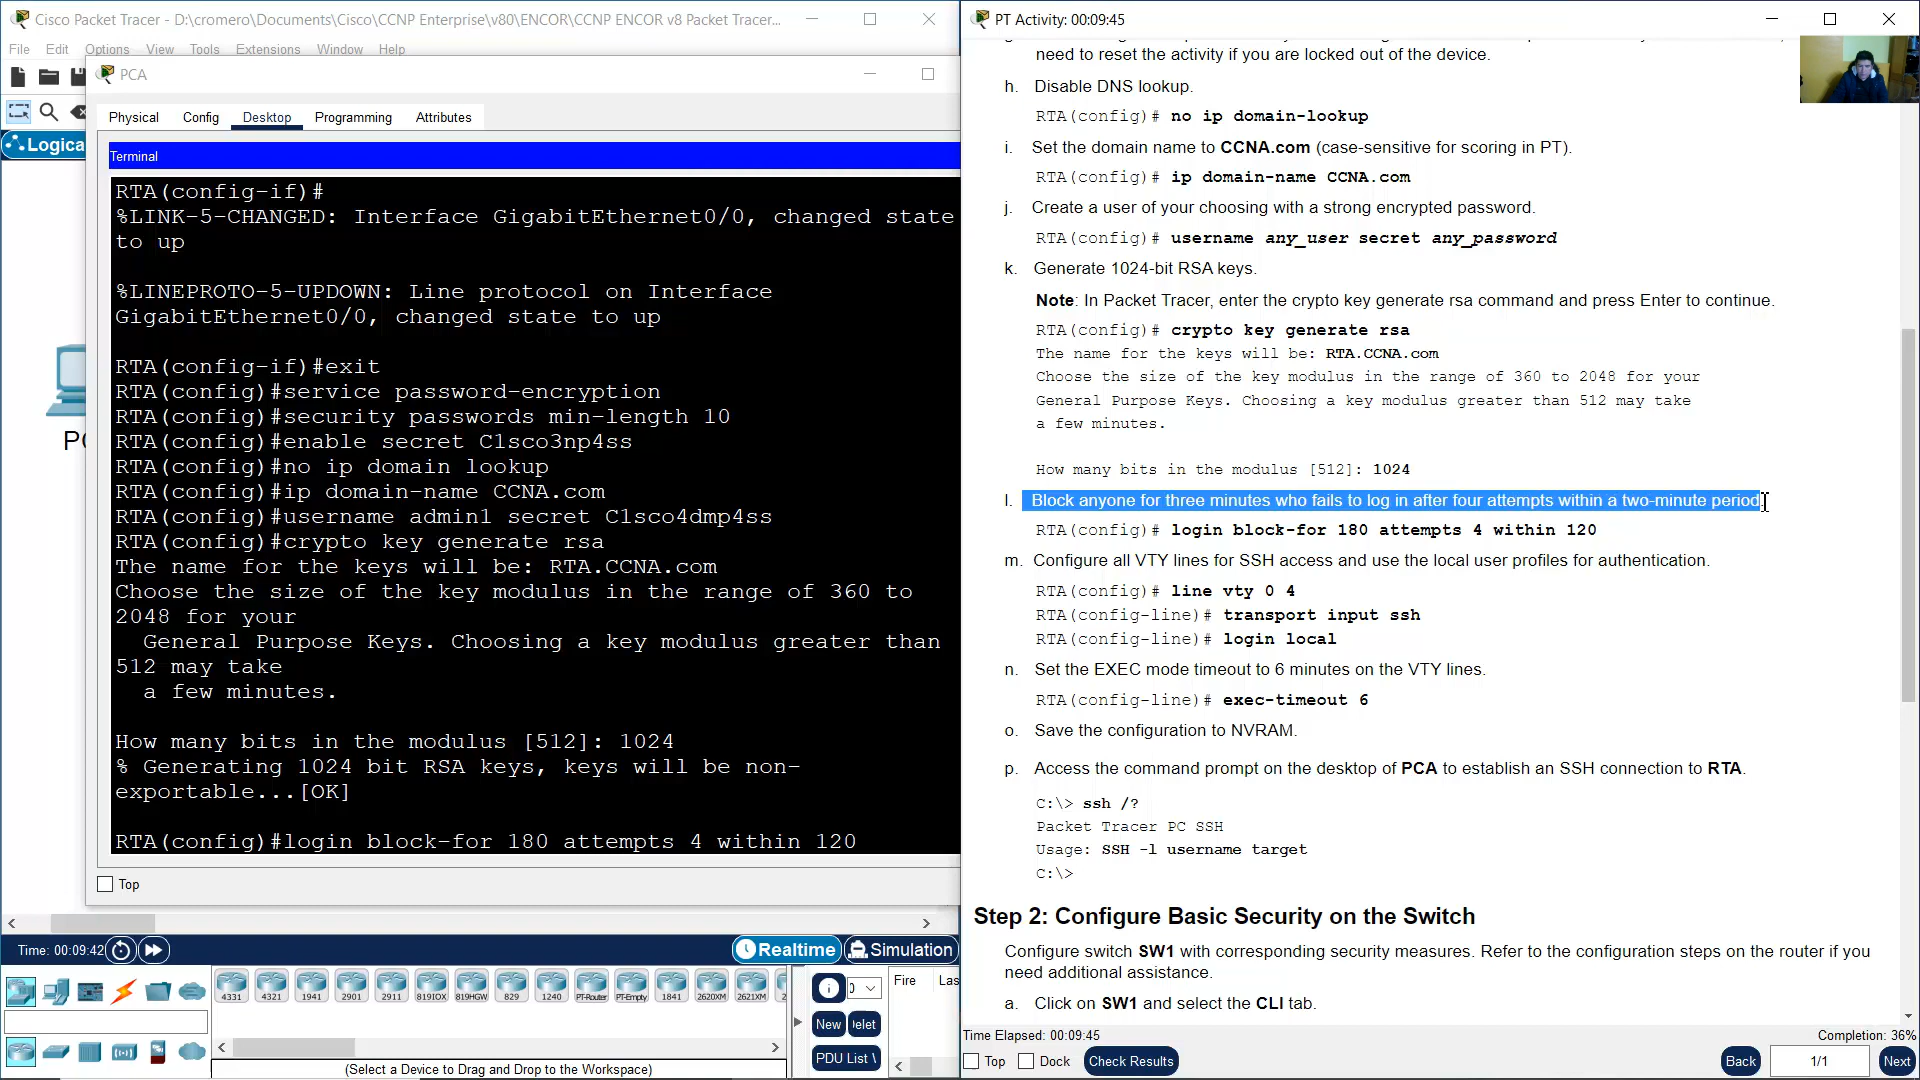 Cisco Packet Tracer - D:\cromero\Documents\Cisco\CCNP Enterprise\v80\ENCOR\CCNP ENCOR v8 Packet Tracer...
File Edit Options View Tools Extensions Window Help
PCA
Physical Config Desktop Programming Attributes
Logica
Terminal
RTA(config-if)#
%LINK-5-CHANGED: Interface GigabitEthernet0/0, changed state
to up
%LINEPROTO-5-UPDOWN: Line protocol on Interface
GigabitEthernet0/0, changed state to up
RTA(config-if)#exit
RTA(config)#service password-encryption
RTA(config)#security passwords min-length 10
RTA(config)#enable secret C1sco3np4ss
RTA(config)#no ip domain lookup
RTA(config)#ip domain-name CCNA.com
RTA(config)#username admin1 secret C1sco4dmp4ss
RTA(config)#crypto key generate rsa
The name for the keys will be: RTA.CCNA.com
Choose the size of the key modulus in the range of 360 to
2048 for your
General Purpose Keys. Choosing a key modulus greater than
512 may take
a few minutes.
How many bits in the modulus [512]: 1024
% Generating 1024 bit RSA keys, keys will be non-
exportable...[OK]
RTA(config)#login block-for 180 attempts 4 within 120
Top
Time: 00:09:42
Realtime Simulation
4331 4321 1941 2901 2911 819IOX 819HGW 829 1240 PT-Router PT-Empty 1841 2620XM 2621XM
Fire Las
New
PDU List
(Select a Device to Drag and Drop to the Workspace)
PT Activity: 00:09:45
need to reset the activity if you are locked out of the device.
h. Disable DNS lookup.
RTA(config)# no ip domain-lookup
i. Set the domain name to CCNA.com (case-sensitive for scoring in PT).
RTA(config)# ip domain-name CCNA.com
j. Create a user of your choosing with a strong encrypted password.
RTA(config)# username any_user secret any_password
k. Generate 1024-bit RSA keys.
Note: In Packet Tracer, enter the crypto key generate rsa command and press Enter to continue.
RTA(config)# crypto key generate rsa
The name for the keys will be: RTA.CCNA.com
Choose the size of the key modulus in the range of 360 to 2048 for your
General Purpose Keys. Choosing a key modulus greater than 512 may take
a few minutes.
How many bits in the modulus [512]: 1024
l. Block anyone for three minutes who fails to log in after four attempts within a two-minute period.
RTA(config)# login block-for 180 attempts 4 within 120
m. Configure all VTY lines for SSH access and use the local user profiles for authentication.
RTA(config)# line vty 0 4
RTA(config-line)# transport input ssh
RTA(config-line)# login local
n. Set the EXEC mode timeout to 6 minutes on the VTY lines.
RTA(config-line)# exec-timeout 6
o. Save the configuration to NVRAM.
p. Access the command prompt on the desktop of PCA to establish an SSH connection to RTA.
C:\> ssh /?
Packet Tracer PC SSH
Usage: SSH -l username target
C:\>
Step 2: Configure Basic Security on the Switch
Configure switch SW1 with corresponding security measures. Refer to the configuration steps on the router if you
need additional assistance.
a. Click on SW1 and select the CLI tab.
Time Elapsed: 00:09:45 Completion: 36%
Top Dock Check Results Back 1/1 Next